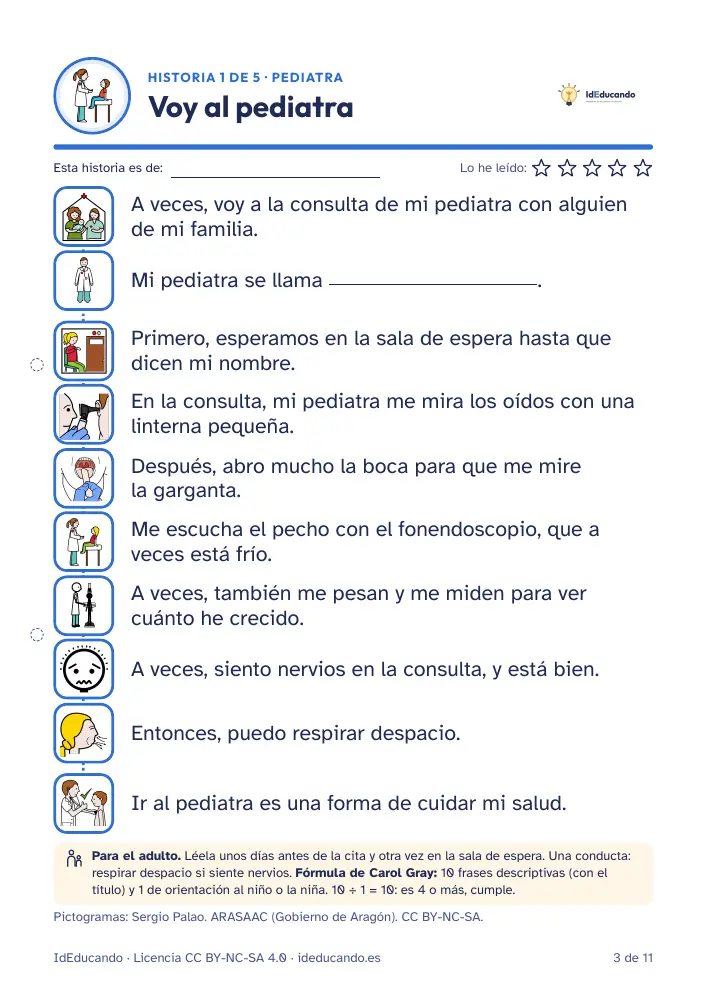 HISTORIA 1 DE 5 · PEDIATRA
Voy al pediatra
IdEducando
Esta historia es de:
Lo he leído:
A veces, voy a la consulta de mi pediatra con alguien
de mi familia.
Mi pediatra se llama ____________________.
Primero, esperamos en la sala de espera hasta que
dicen mi nombre.
En la consulta, mi pediatra me mira los oídos con una
linterna pequeña.
Después, abro mucho la boca para que me mire
la garganta.
Me escucha el pecho con el fonendoscopio, que a
veces está frío.
A veces, también me pesan y me miden para ver
cuánto he crecido.
A veces, siento nervios en la consulta, y está bien.
Entonces, puedo respirar despacio.
Ir al pediatra es una forma de cuidar mi salud.
Para el adulto. Léela unos días antes de la cita y otra vez en la sala de espera. Una conducta:
respirar despacio si siente nervios. Fórmula de Carol Gray: 10 frases descriptivas (con el
título) y 1 de orientación al niño o la niña. 10 ÷ 1 = 10: es 4 o más, cumple.
Pictogramas: Sergio Palao. ARASAAC (Gobierno de Aragón). CC BY-NC-SA.
IdEducando · Licencia CC BY-NC-SA 4.0 · ideducando.es
3 de 11